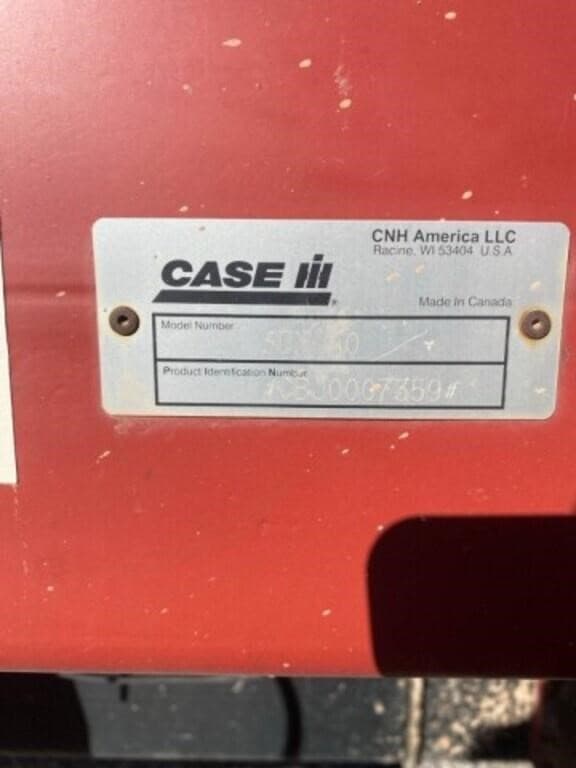 CNH America LLC
Racine, WI 53404 U.S.A
CASE IH
®
Made In Canada
Model Number
Product Identification Number